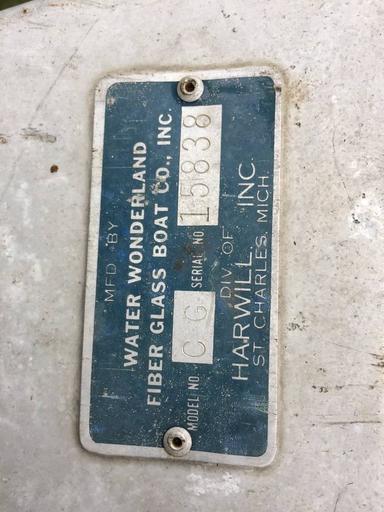 MFD. BY
WATER WONDERLAND
FIBER GLASS BOAT CO., INC.
MODEL NO. CG SERIAL NO 15838
DIV. OF
HARWILL INC.
ST. CHARLES, MICH.